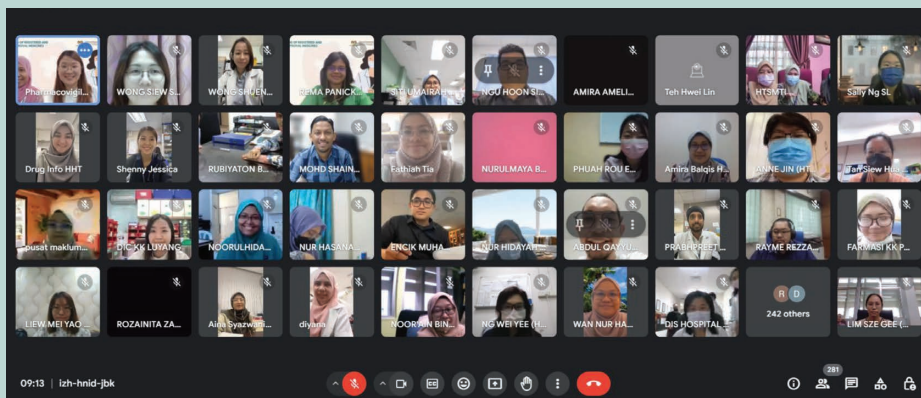 Pharmacovigil...
WONG SIEW S...
WONG SHUEN...
REMA PANICK...
SITI UMAIRAH...
NGU HOON SI...
AMIRA AMELI...
Teh Hwei Lin
HTSMTI
Sally Ng SL
Drug Info HHT
Shenny Jessica
RUBIYATON B...
MOHD SHAIN...
Fathiah Tia
NURULMAYA B...
PHUAH ROU E...
Amira Balqis H...
ANNE JIN (HT...
Tan Siew Hua
pusat maklum...
DIC KK LUYANG
NOORULHIDA...
NUR HASANA...
ENCIK MUHA...
NUR HIDAYAH...
ABDUL QAYYU...
PRABHPREET...
RAYME REZZA...
FARMASI KK P...
LIEW MEI YAO...
ROZAINITA ZA...
Aina Syazwani...
diyana
NOOR AIN BIN...
NG WEI YEE (H...
WAN NUR HA...
DIS HOSPITAL...
R D
242 others
LIM SZE GEE (...
281
09:13 | izh-hnid-jbk
CC